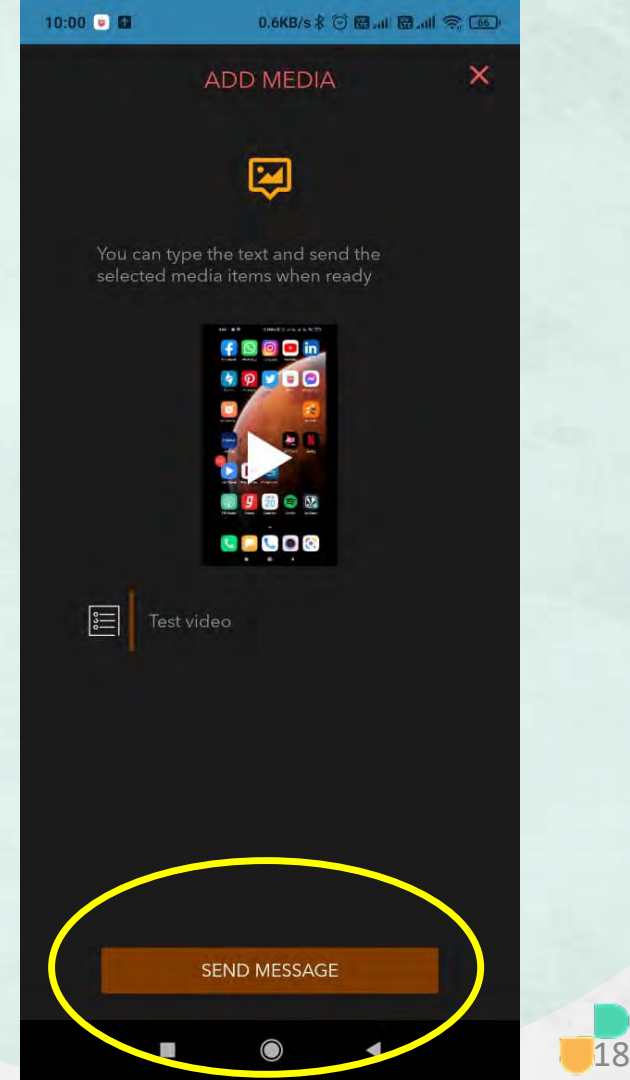 10:00
0.6KB/s
66
ADD MEDIA
You can type the text and send the
selected media items when ready
Test video
SEND MESSAGE
18